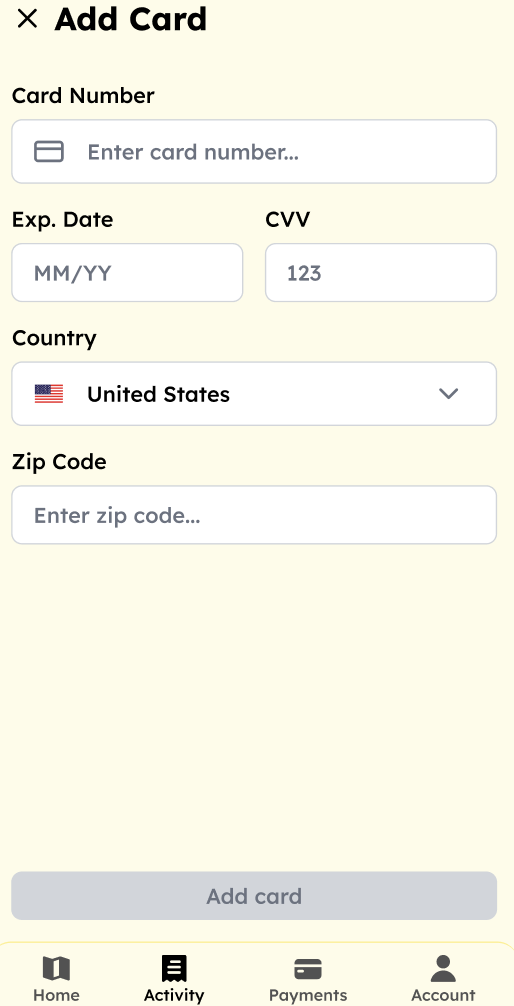 Add Card
Card Number
Enter card number...
Exp. Date CVV
MM/YY 123
Country
United States
Zip Code
Enter zip code...
Add card
Home Activity Payments Account